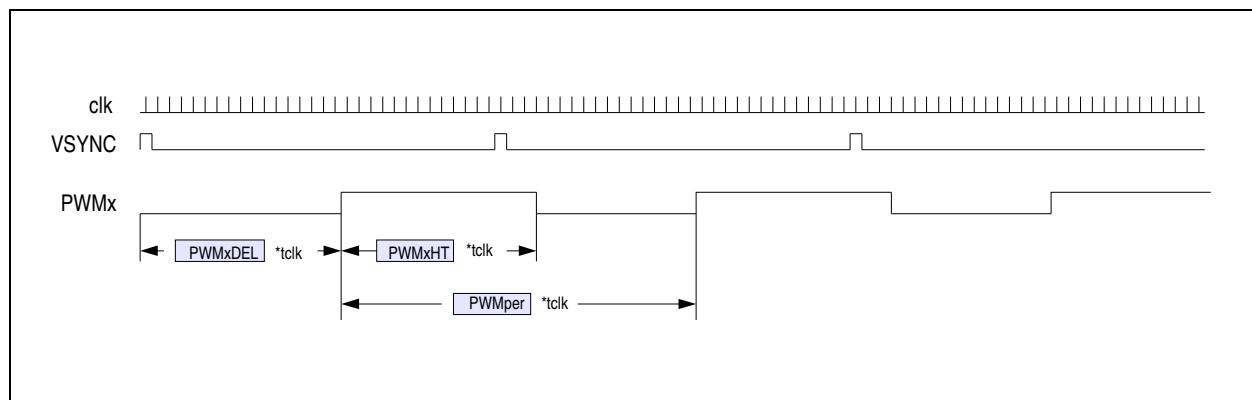 clk
VSYNC
PWMx
PWMxDEL *tclk
PWMxHT *tclk
PWMper *tclk